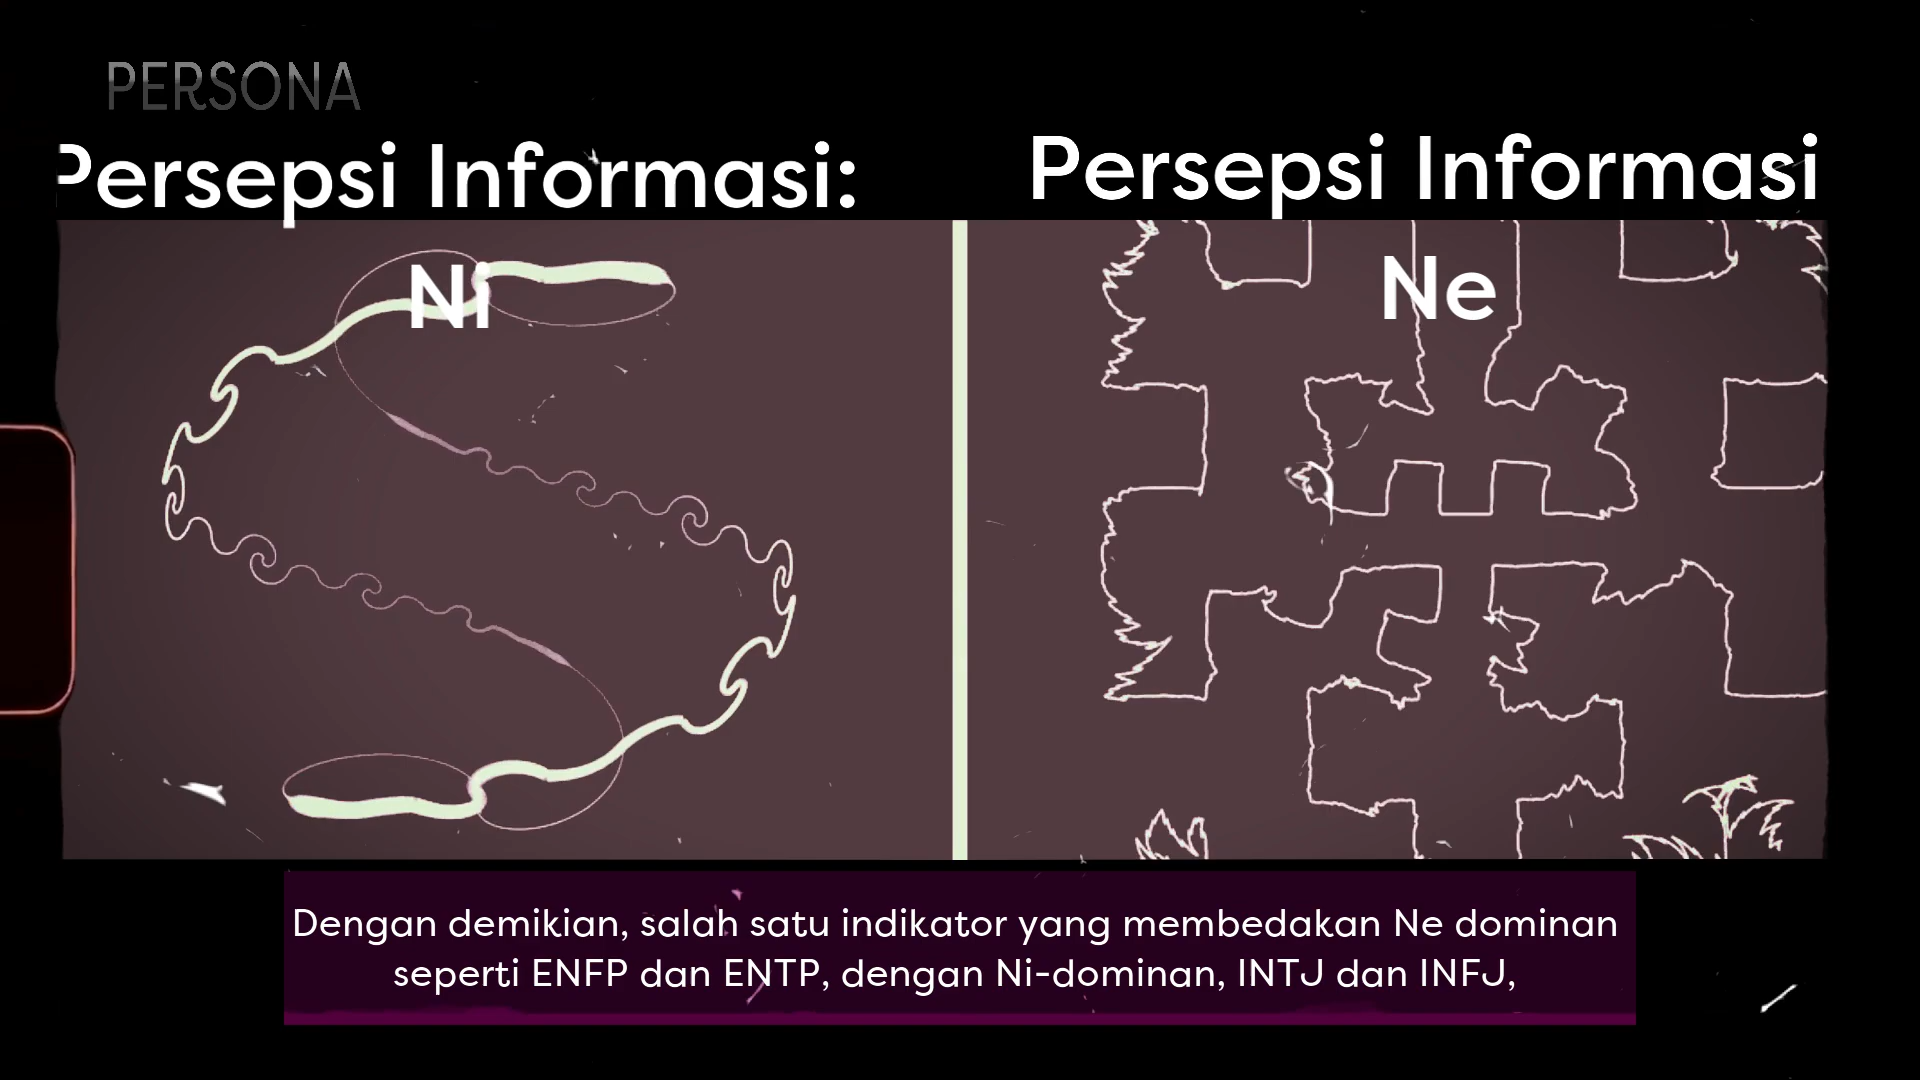 PERSONA
Persepsi Informasi:
Ni
Persepsi Informasi
Ne
Dengan demikian, salah satu indikator yang membedakan Ne dominan
seperti ENFP dan ENTP, dengan Ni-dominan, INTJ dan INFJ,